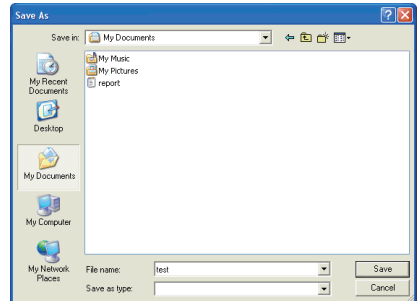 Save As
Save in: My Documents
My Recent
Documents
Desktop
My Documents
My Computer
My Network
Places
My Music
My Pictures
report
File name: test Save
Save as type: Cancel